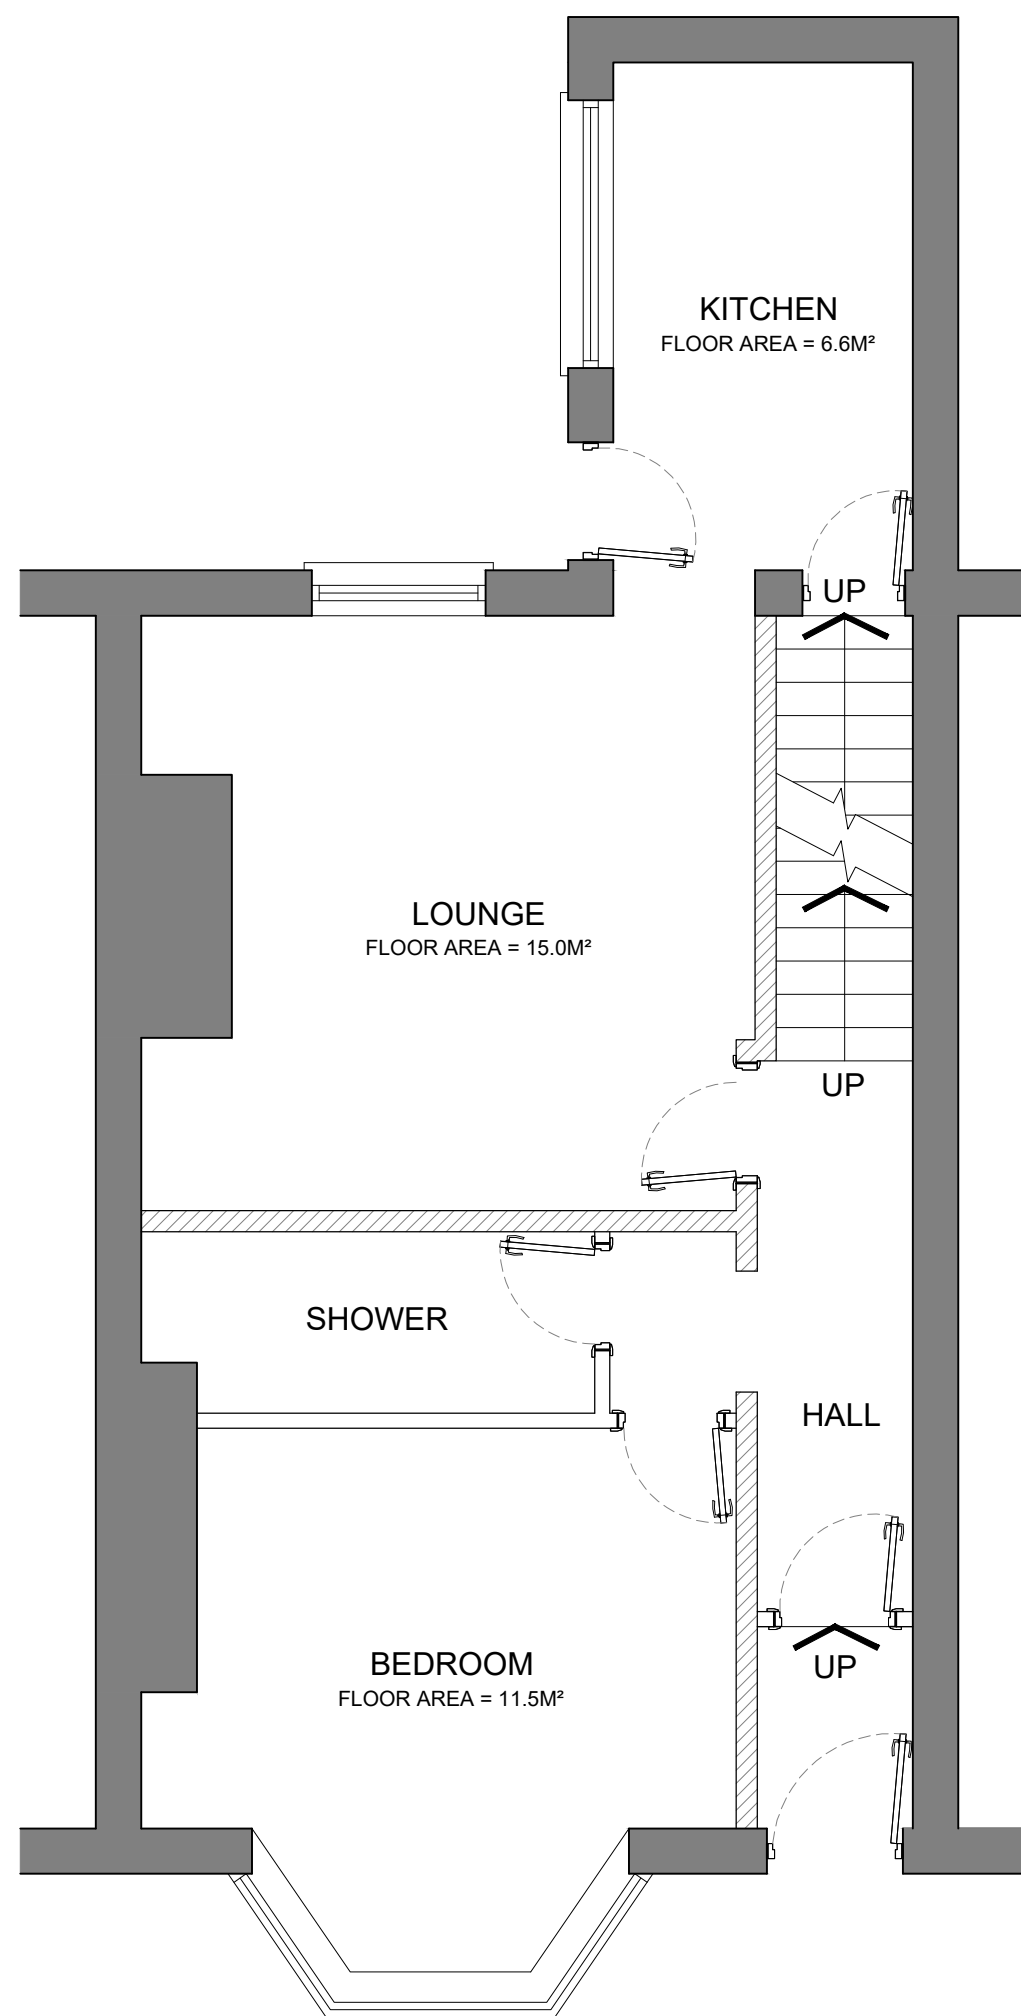 KITCHEN
FLOOR AREA = 6.6M²
UP
LOUNGE
FLOOR AREA = 15.0M²
UP
SHOWER
HALL
BEDROOM
FLOOR AREA = 11.5M²
UP